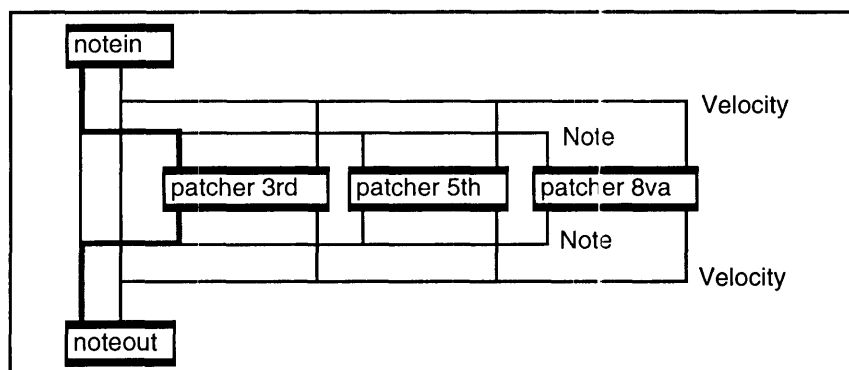 notein
Velocity
Note
patcher 3rd
patcher 5th
patcher 8va
Note
Velocity
noteout